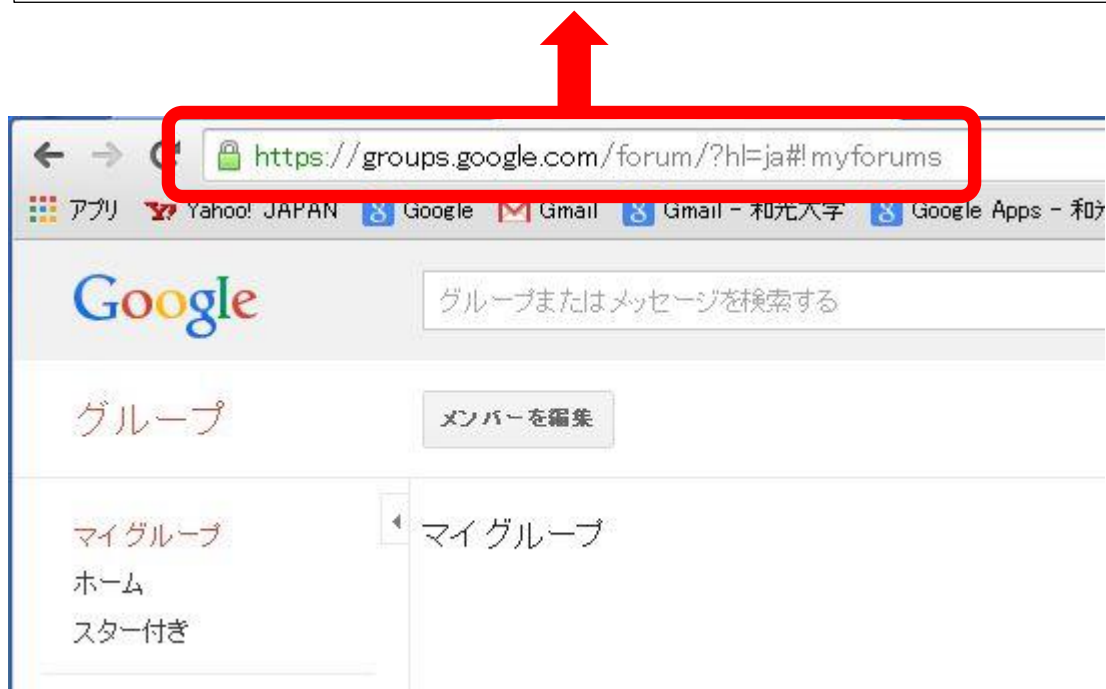 https://groups.google.com/forum/?hl=ja#!myforums
アプリ Yahoo! JAPAN Google Gmail Gmail - 和光大学 Google Apps - 和
Google グループまたはメッセージを検索する
グループ メンバーを編集
マイグループ マイグループ
ホーム
スター付き